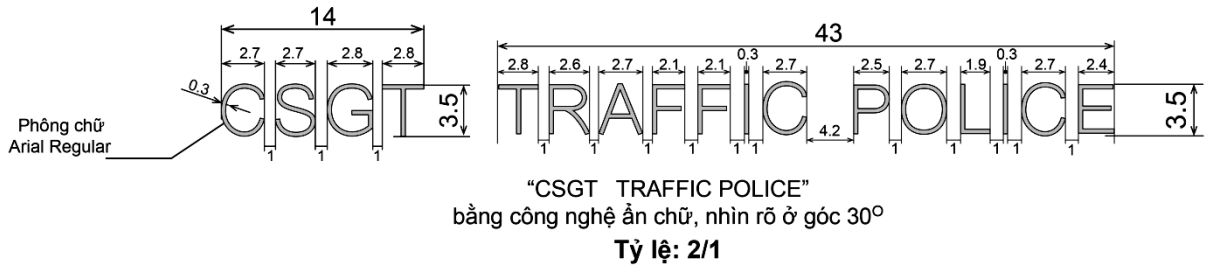 14
43
2.7 2.7 2.8 2.8
2.8 2.6 2.7 2.1 2.1 0.3 2.7 2.5 2.7 1.9 0.3 2.7 2.4
0.3
CSGT
3.5
TRAFFIC POLICE
3.5
Phông chữ
Arial Regular
1 1 1
1 1 1 1 1 1 4.2 1 1 1 1 1
“CSGT TRAFFIC POLICE”
bằng công nghệ ẩn chữ, nhìn rõ ở góc 30O
Tỷ lệ: 2/1